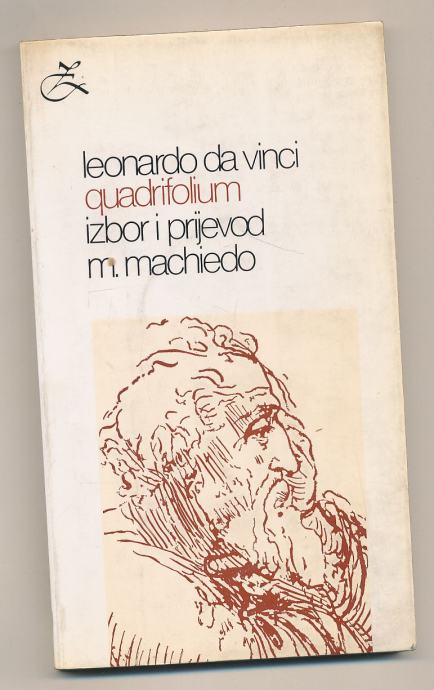 leonardo da vinci
quadrifolium
izbor i prijevod
m. machiedo